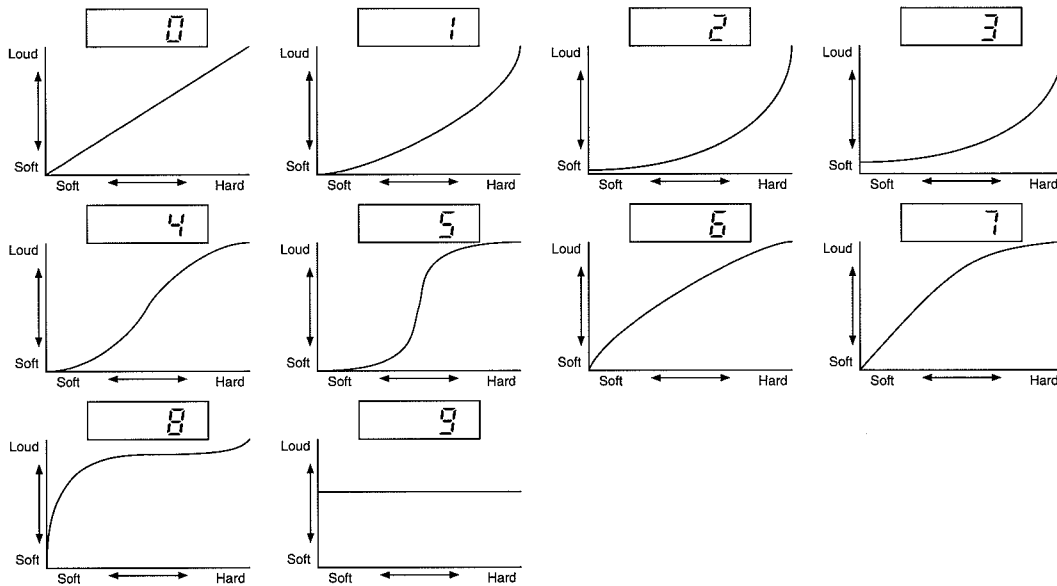 0 1 2 3
Loud Loud Loud Loud
Soft Soft Soft Soft
Soft Hard Soft Hard Soft Hard Soft Hard
4 5 6 7
Loud Loud Loud Loud
Soft Soft Soft Soft
Soft Hard Soft Hard Soft Hard Soft Hard
8 9
Loud Loud
Soft Soft
Soft Hard Soft Hard